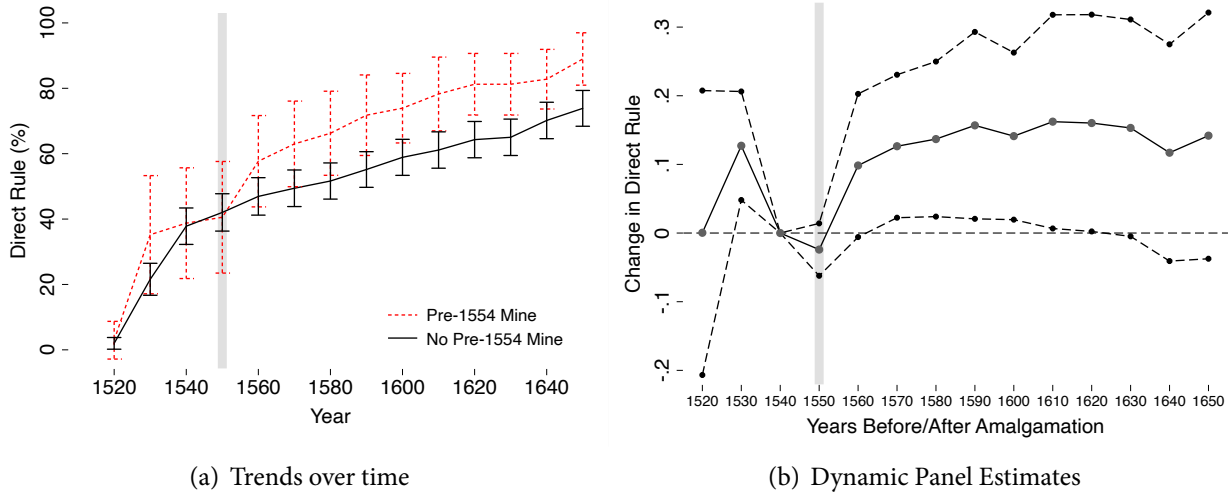 Direct Rule (%)
100
80
60
40
20
0
Pre-1554 Mine
No Pre-1554 Mine
1520 1540 1560 1580 1600 1620 1640
Year
(a) Trends over time
Change in Direct Rule
.3
.2
.1
0
-.1
-.2
1520 1530 1540 1550 1560 1570 1580 1590 1600 1610 1620 1630 1640 1650
Years Before/After Amalgamation
(b) Dynamic Panel Estimates